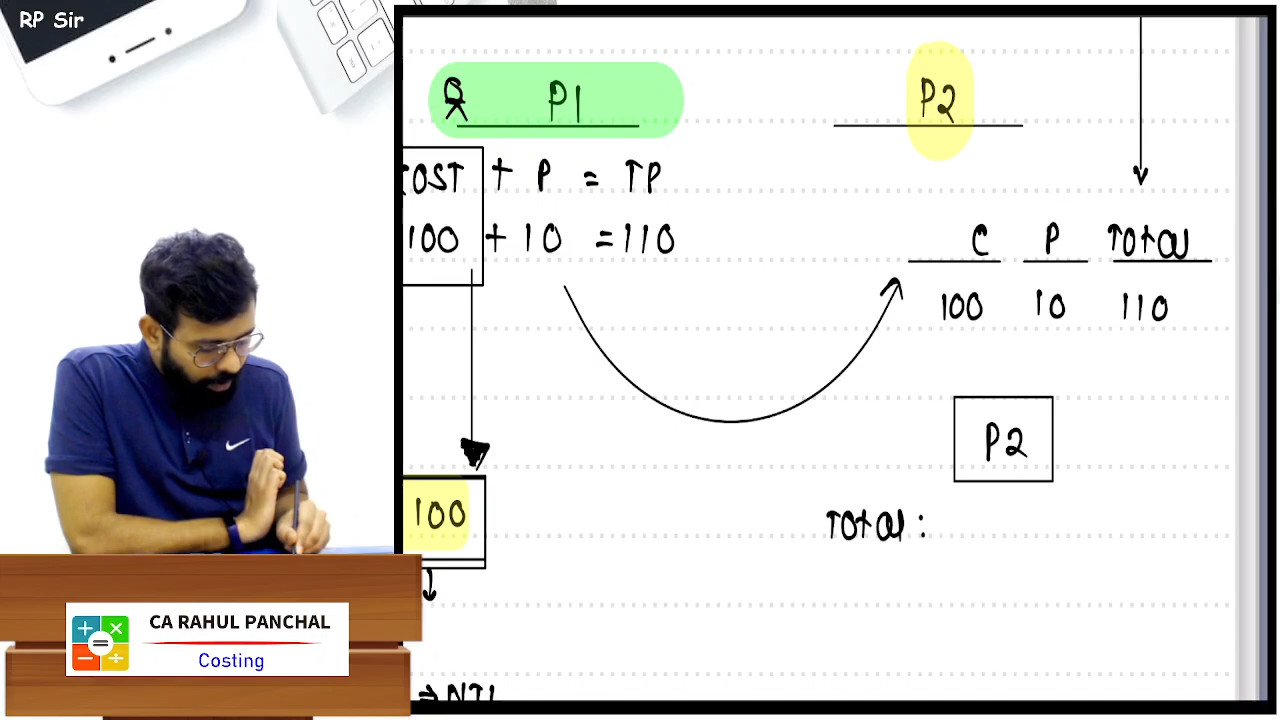 RP Sir
P1
P2
COST + P = TP
100 + 10 = 110
C P TOTAL
100 10 110
P2
100
TOTAL :
CA RAHUL PANCHAL
Costing